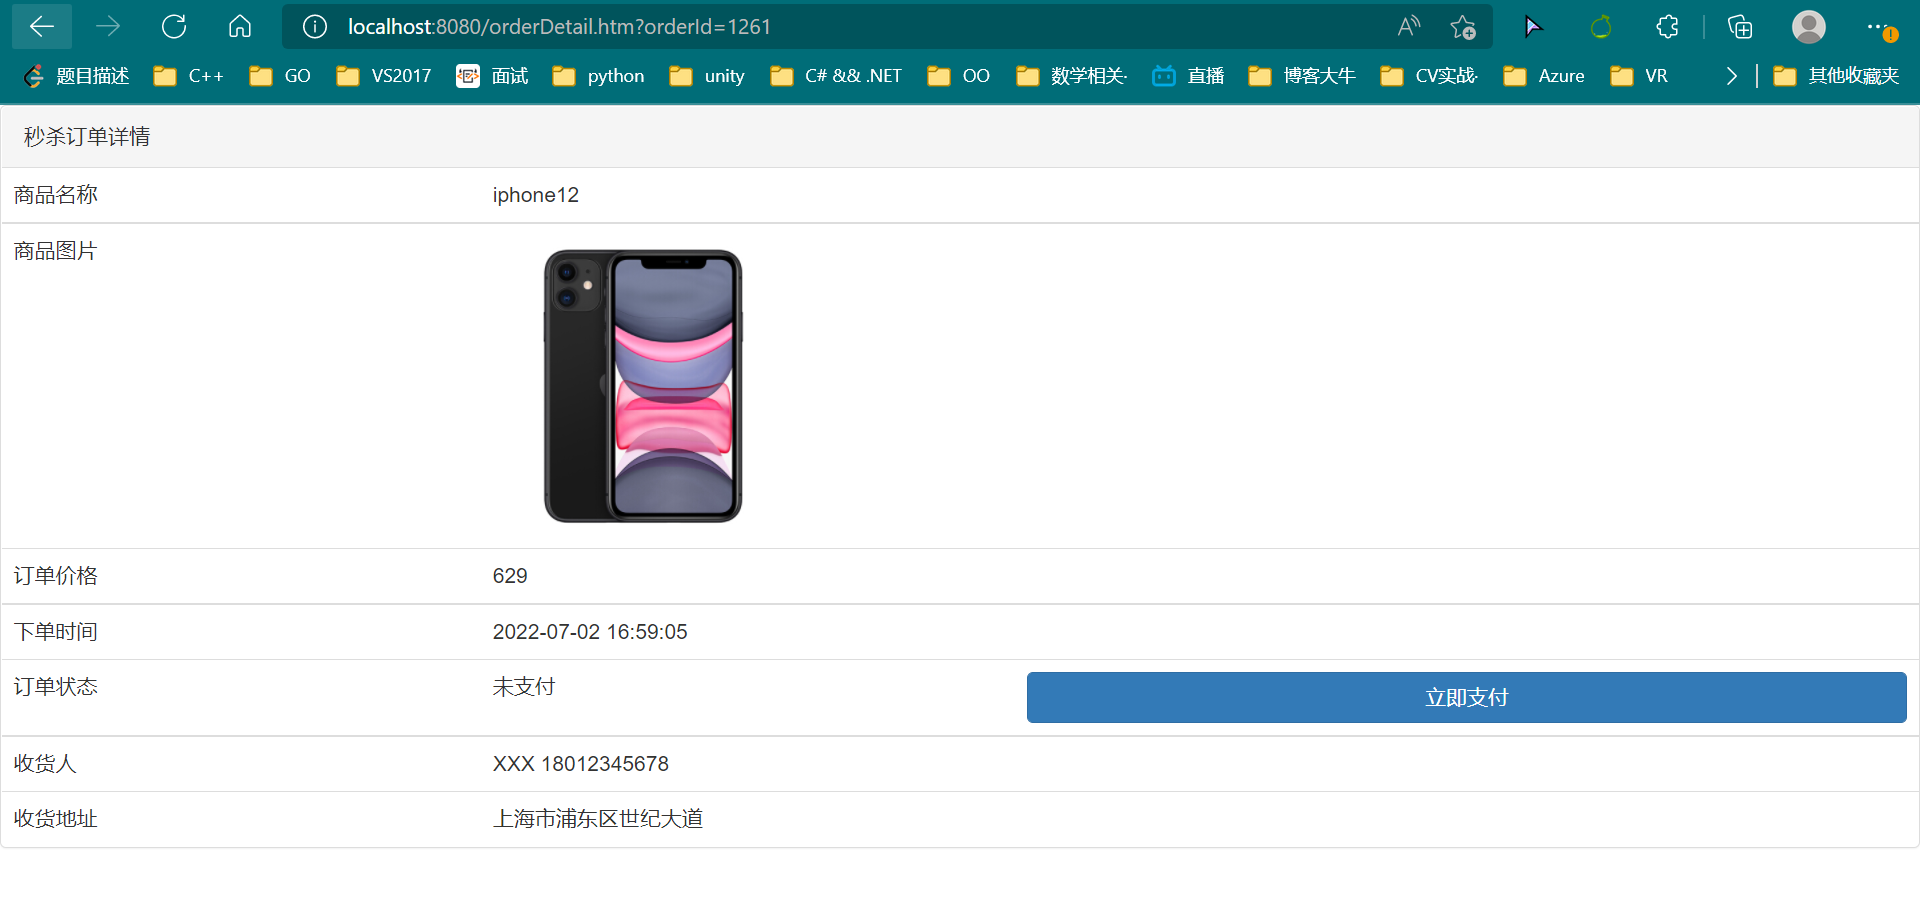 localhost:8080/orderDetail.htm?orderId=1261
题目描述 C++ GO VS2017 面试 python unity C# && .NET OO 数学相关· 直播 博客大牛 CV实战· Azure VR 其他收藏夹
秒杀订单详情
商品名称 iphone12
商品图片
订单价格 629
下单时间 2022-07-02 16:59:05
订单状态 未支付 立即支付
收货人 XXX 18012345678
收货地址 上海市浦东区世纪大道